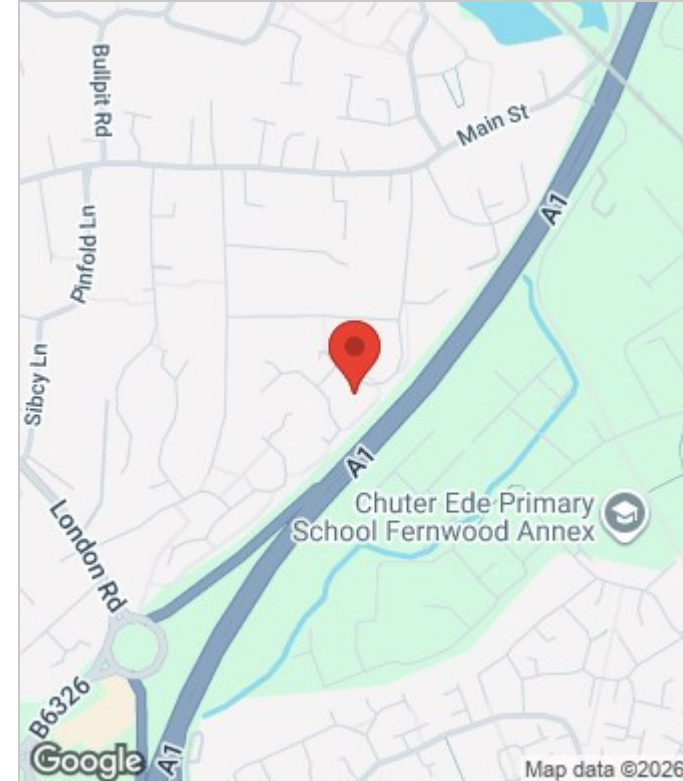 Bullpit Rd
Main St
A1
Pinfold Ln
Sibcy Ln
A1
Chuter Ede Primary
School Fernwood Annex
London Rd
B6326
A1
Google
Map data ©2026